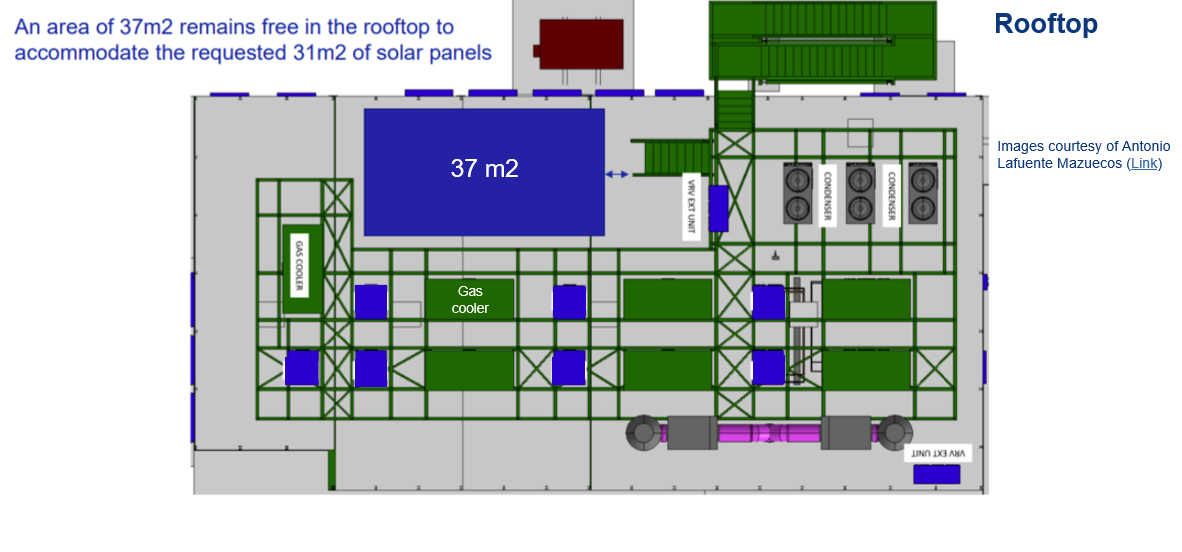 An area of 37m2 remains free in the rooftop to
accommodate the requested 31m2 of solar panels
Rooftop
Images courtesy of Antonio
Lafuente Mazuecos (Link)
37 m2
VRV EXT UNIT
CONDENSER
CONDENSER
GAS COOLER
Gas
cooler
VRV EXT UNIT